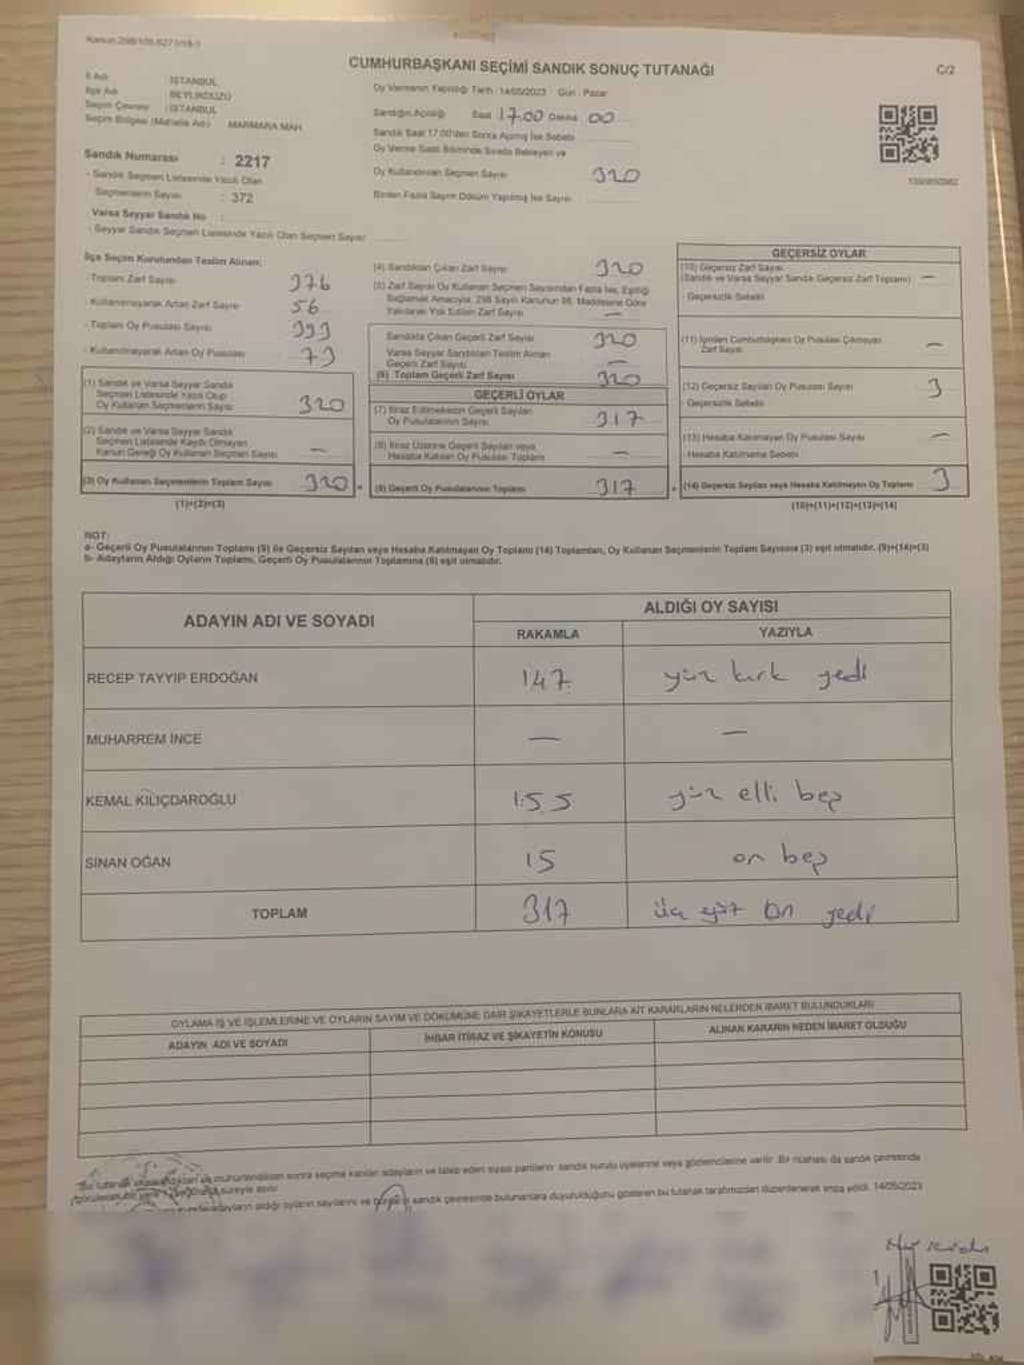 CUMHURBAŞKANI SEÇİMİ SANDIK SONUÇ TUTANAĞI
C/2
İl Adı : İSTANBUL
İlçe Adı : BEYLİKDÜZÜ
Seçim Çevresi : İSTANBUL
Seçim Bölgesi (Mahalle Adı) : MARMARA MAH.
Sandık Numarası : 2217
- Sandık Seçmen Listesinde Yazılı Olan
Seçmenlerin Sayısı : 372
- Varsa Seyyar Sandık No :
- Seyyar Sandık Seçmen Listesinde Yazılı Olan Seçmen Sayısı
Oy Vermenin Yapıldığı Tarih : 14/05/2023 Gün : Pazar
Sandığın Açıldığı Saat 17.00 Dakika 00
Sandık Saat 17.00'den Sonra Açılmış İse Sebebi
Oy Verme Saati Bitiminde Sırada Bekleyen ve
Oy Kullandırılan Seçmen Sayısı 320
Birden Fazla Sayım Döküm Yapılmış İse Sayısı
İlçe Seçim Kurulundan Teslim Alınan;
- Toplam Zarf Sayısı 376
- Kullanılmayarak Artan Zarf Sayısı 56
- Toplam Oy Pusulası Sayısı 393
- Kullanılmayarak Artan Oy Pusulası 73
(1) Sandık ve Varsa Seyyar Sandık
Seçmen Listesinde Yazılı Olup
Oy Kullanan Seçmenlerin Sayısı 320
(2) Sandık ve Varsa Seyyar Sandık
Seçmen Listesinde Kayıtlı Olmayan
Kanun Gereği Oy Kullanan Seçmen Sayısı —
(3) Oy Kullanan Seçmenlerin Toplam Sayısı 320
(1)+(2)=(3)
(4) Sandıktan Çıkan Zarf Sayısı 320
(5) Zarf Sayısı Oy Kullanan Seçmen Sayısından Fazla İse, Eşitliği
Sağlamak Amacıyla; 298 Sayılı Kanunun 98. Maddesine Göre
Yakılarak Yok Edilen Zarf Sayısı —
Sandıkta Çıkan Geçerli Zarf Sayısı 320
Varsa Seyyar Sandıktan Teslim Alınan
Geçerli Zarf Sayısı —
(6) Toplam Geçerli Zarf Sayısı 320
GEÇERLİ OYLAR
(7) İtiraz Edilmeksizin Geçerli Sayılan
Oy Pusulalarının Sayısı 317
(8) İtiraz Üzerine Geçerli Sayılan veya
Hesaba Katılan Oy Pusulası Toplamı —
(9) Geçerli Oy Pusulalarının Toplamı 317
GEÇERSİZ OYLAR
(10) Geçersiz Zarf Sayısı
(Sandık ve Varsa Seyyar Sandık Geçersiz Zarf Toplamı) —
- Geçersizlik Sebebi
(11) İçinden Cumhurbaşkanı Oy Pusulası Çıkmayan
Zarf Sayısı —
(12) Geçersiz Sayılan Oy Pusulası Sayısı 3
- Geçersizlik Sebebi
(13) Hesaba Katılmayan Oy Pusulası Sayısı —
- Hesaba Katılmama Sebebi
(14) Geçersiz Sayılan veya Hesaba Katılmayan Oy Toplamı 3
(10)+(11)+(12)+(13)=(14)
NOT:
a- Geçerli Oy Pusulalarının Toplamı (9) ile Geçersiz Sayılan veya Hesaba Katılmayan Oy Toplamı (14) Toplamları, Oy Kullanan Seçmenlerin Toplam Sayısına (3) eşit olmalıdır. (9)+(14)=(3)
b- Adayların Aldığı Oyların Toplamı, Geçerli Oy Pusulalarının Toplamına (9) eşit olmalıdır.
ADAYIN ADI VE SOYADI
ALDIĞI OY SAYISI
RAKAMLA YAZIYLA
RECEP TAYYİP ERDOĞAN 147 yüz kırk yedi
MUHARREM İNCE — —
KEMAL KILIÇDAROĞLU 155 yüz elli beş
SİNAN OĞAN 15 on beş
TOPLAM 317 üç yüz on yedi
OYLAMA İŞ VE İŞLEMLERİNE VE OYLARIN SAYIM VE DÖKÜMÜNE DAİR ŞİKAYETLERLE BUNLARA AİT KARARLARIN NELERDEN İBARET BULUNDUKLARI
ADAYIN ADI VE SOYADI
İHBAR İTİRAZ VE ŞİKAYETİN KONUSU
ALINAN KARARIN NEDEN İBARET OLDUĞU
mühürlendikten sonra seçime katılan adayların ve talep eden siyasi partilerin sandık kurulu üyelerine veya gözlemcilerine verilir. Bir nüshası da sandık çevresinde
adayların aldığı oyların sayılarını ve sandık çevresinde bulunanlara duyurulduğunu gösteren bu tutanak tarafımızdan düzenlenerek imza edildi. 14/05/2023